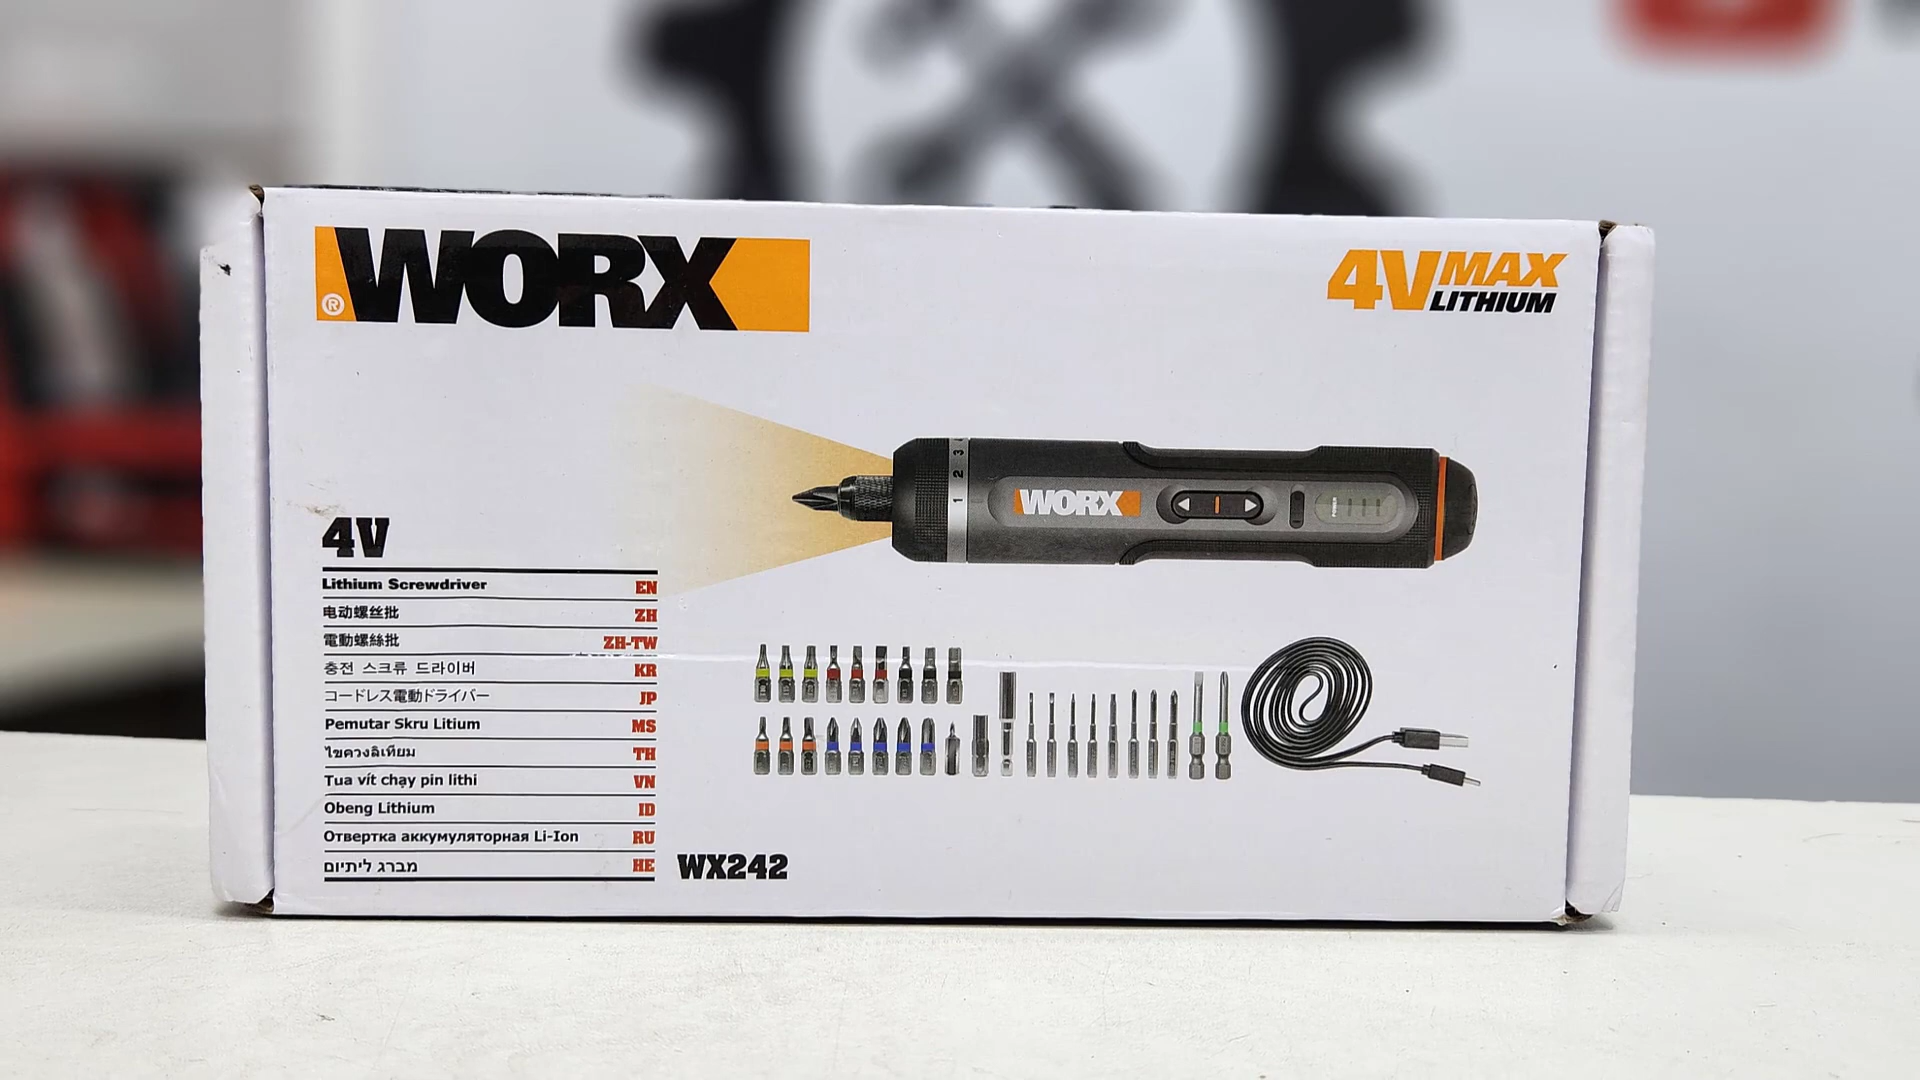 ® WORX
4V MAX
LITHIUM
WORX
POWER
1 2 3
4V
Lithium Screwdriver EN
电动螺丝批 ZH
電動螺絲批 ZH-TW
충전 스크류 드라이버 KR
コードレス電動ドライバー JP
Pemutar Skru Litium MS
ไขควงลิเทียม TH
Tua vít chạy pin lithi VN
Obeng Lithium ID
Отвертка аккумуляторная Li-Ion RU
מברג ליתיום HE
WX242